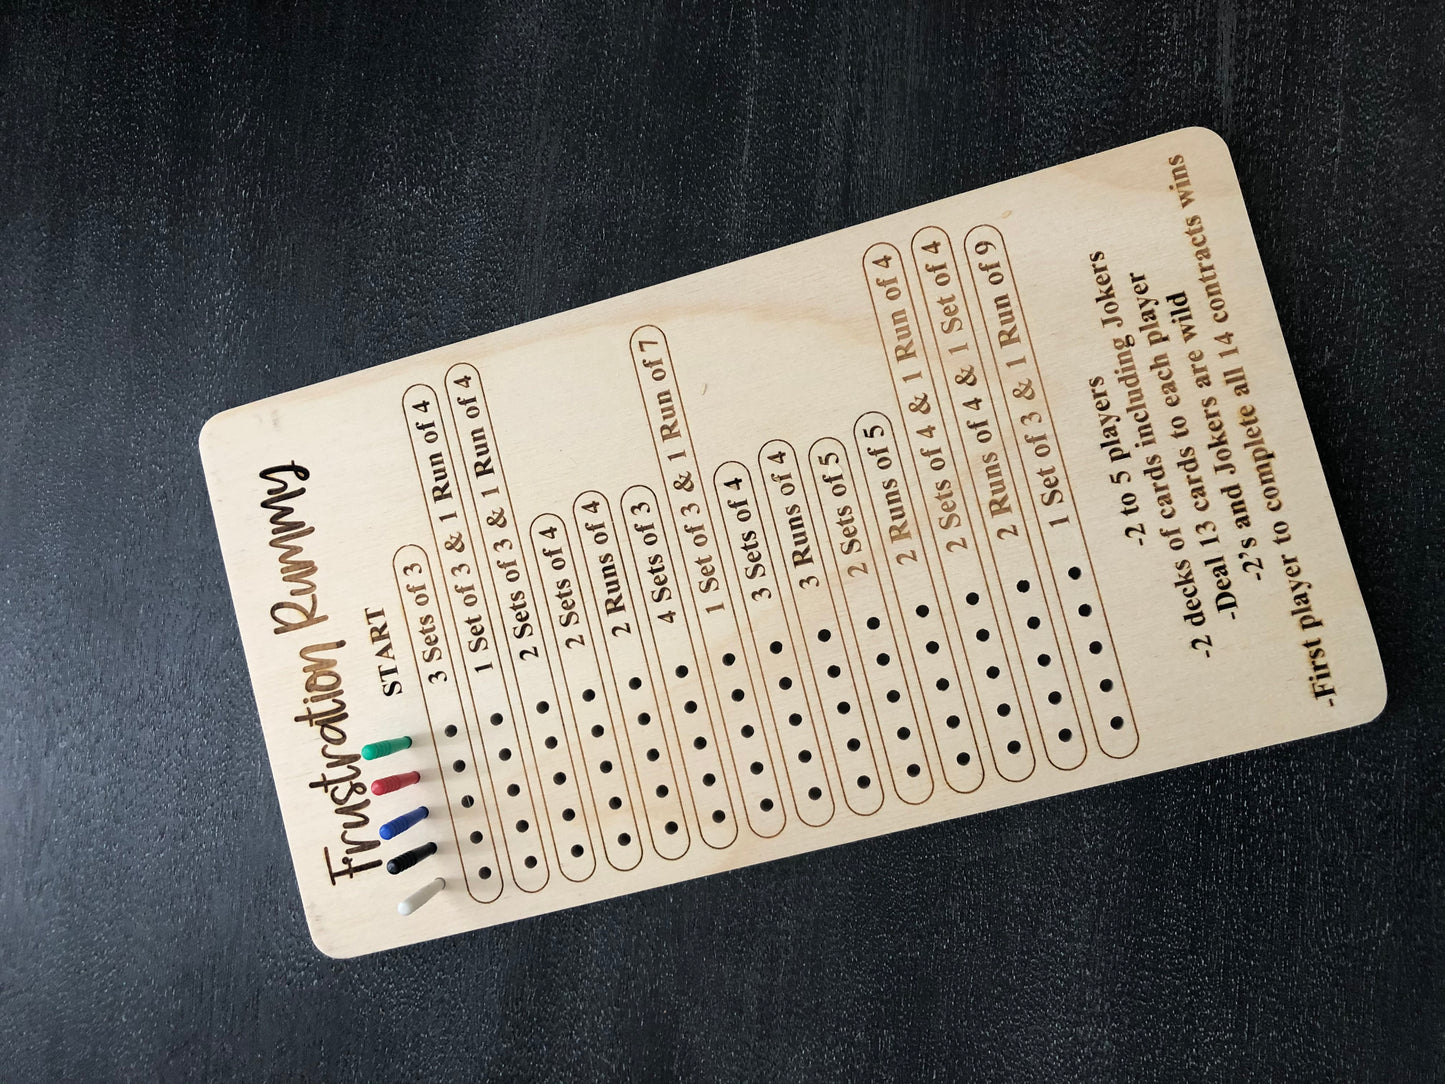 Frustration Rummy
START
3 Sets of 3
1 Set of 3 & 1 Run of 4
2 Sets of 3 & 1 Run of 4
2 Sets of 4
2 Runs of 4
4 Sets of 3
1 Set of 3 & 1 Run of 7
3 Sets of 4
3 Runs of 4
2 Sets of 5
2 Runs of 5
2 Sets of 4 & 1 Run of 4
2 Runs of 4 & 1 Set of 4
1 Set of 3 & 1 Run of 9
-2 to 5 players
-2 decks of cards including Jokers
-Deal 13 cards to each player
-2's and Jokers are wild
-First player to complete all 14 contracts wins